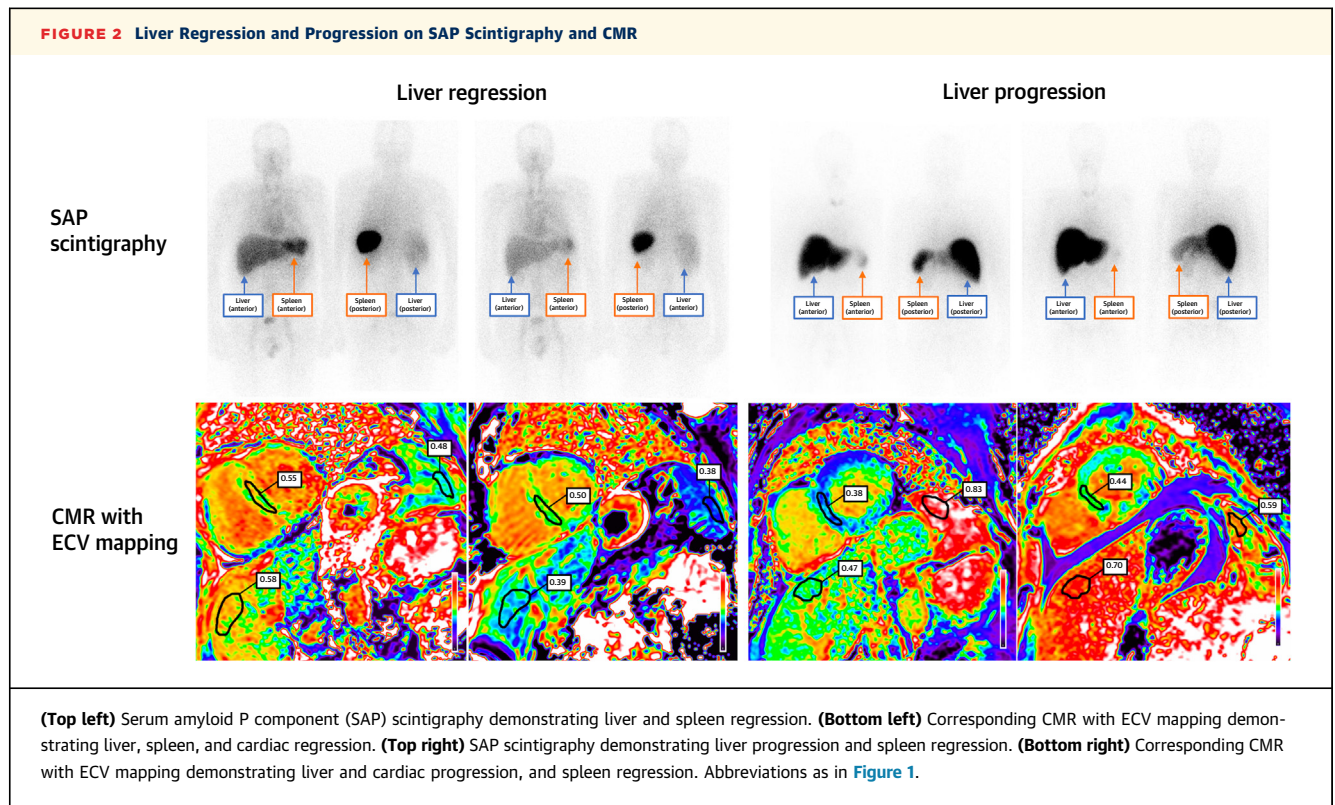 FIGURE 2 Liver Regression and Progression on SAP Scintigraphy and CMR
Liver regression
Liver progression
SAP
scintigraphy
Liver
(anterior)
Spleen
(anterior)
Spleen
(posterior)
Liver
(posterior)
Liver
(anterior)
Spleen
(anterior)
Spleen
(posterior)
Liver
(anterior)
Liver
(anterior)
Spleen
(anterior)
Spleen
(posterior)
Liver
(posterior)
Liver
(anterior)
Spleen
(anterior)
Spleen
(posterior)
Liver
(posterior)
CMR with
ECV mapping
0.55
0.48
0.58
0.50
0.38
0.39
0.38
0.83
0.47
0.44
0.59
0.70
(Top left) Serum amyloid P component (SAP) scintigraphy demonstrating liver and spleen regression. (Bottom left) Corresponding CMR with ECV mapping demon-
strating liver, spleen, and cardiac regression. (Top right) SAP scintigraphy demonstrating liver progression and spleen regression. (Bottom right) Corresponding CMR
with ECV mapping demonstrating liver and cardiac progression, and spleen regression. Abbreviations as in Figure 1.